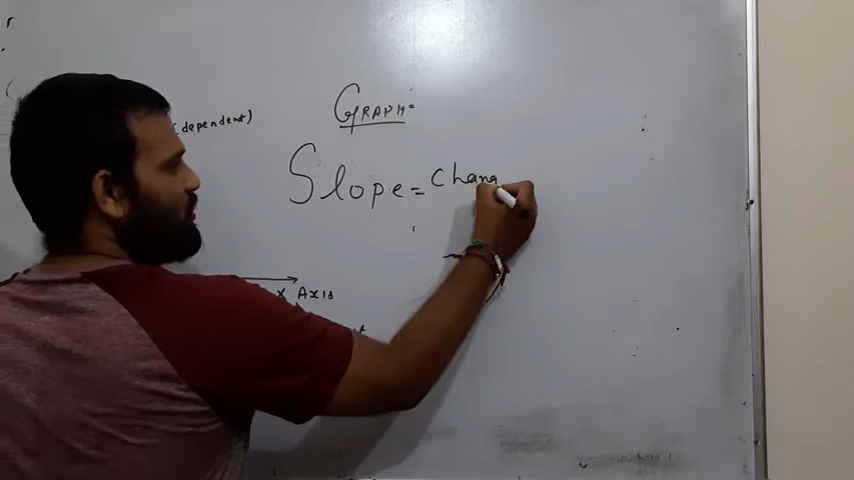 GRAPH:
(dependent)
Slope = Chang
X Axis